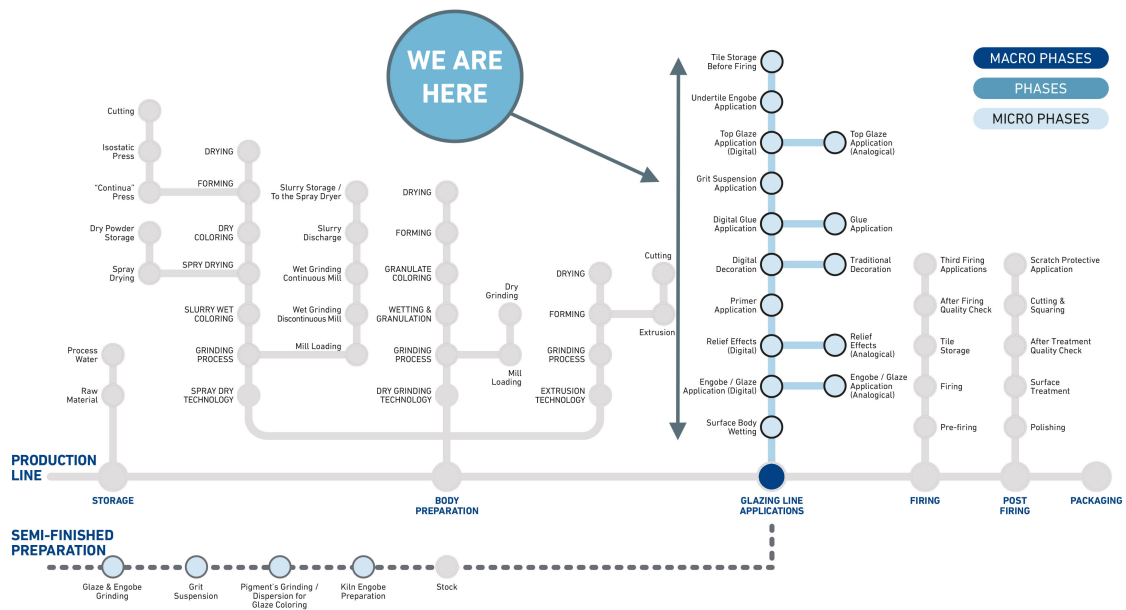 WE ARE
HERE
MACRO PHASES
PHASES
MICRO PHASES
Cutting
Isostatic
Press
"Continua"
Press
Dry Powder
Storage
Spray
Drying
Process
Water
Raw
Material
DRYING
FORMING
DRY
COLORING
SPRY DRYING
SLURRY WET
COLORING
GRINDING
PROCESS
SPRAY DRY
TECHNOLOGY
Slurry Storage /
To the Spray Dryer
Slurry
Discharge
Wet Grinding
Continuous Mill
Wet Grinding
Discontinuous Mill
Mill Loading
DRYING
FORMING
GRANULATE
COLORING
WETTING &
GRANULATION
GRINDING
PROCESS
DRY GRINDING
TECHNOLOGY
Dry
Grinding
Mill
Loading
DRYING
FORMING
GRINDING
PROCESS
EXTRUSION
TECHNOLOGY
Cutting
Extrusion
Tile Storage
Before Firing
Undertile Engobe
Application
Top Glaze
Application
(Digital)
Top Glaze
Application
(Analogical)
Grit Suspension
Application
Digital Glue
Application
Glue
Application
Digital
Decoration
Traditional
Decoration
Primer
Application
Relief Effects
(Digital)
Relief
Effects
(Analogical)
Engobe / Glaze
Application (Digital)
Engobe / Glaze
Application
(Analogical)
Surface Body
Wetting
Third Firing
Applications
After Firing
Quality Check
Tile
Storage
Firing
Pre-firing
Scratch Protective
Application
Cutting &
Squaring
After Treatment
Quality Check
Surface
Treatment
Polishing
PRODUCTION
LINE
STORAGE
BODY
PREPARATION
GLAZING LINE
APPLICATIONS
FIRING
POST
FIRING
PACKAGING
SEMI-FINISHED
PREPARATION
Glaze & Engobe
Grinding
Grit
Suspension
Pigment's Grinding /
Dispersion for
Glaze Coloring
Kiln Engobe
Preparation
Stock